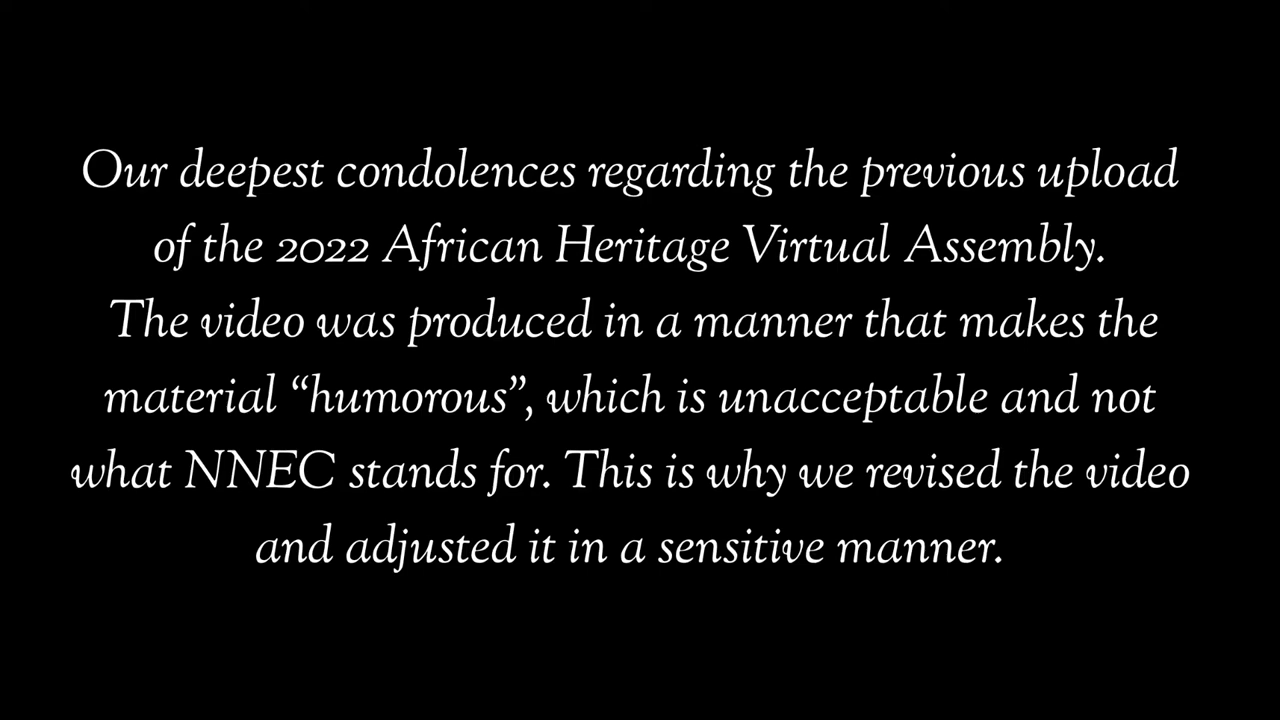 Our deepest condolences regarding the previous upload
of the 2022 African Heritage Virtual Assembly.
The video was produced in a manner that makes the
material “humorous”, which is unacceptable and not
what NNEC stands for. This is why we revised the video
and adjusted it in a sensitive manner.